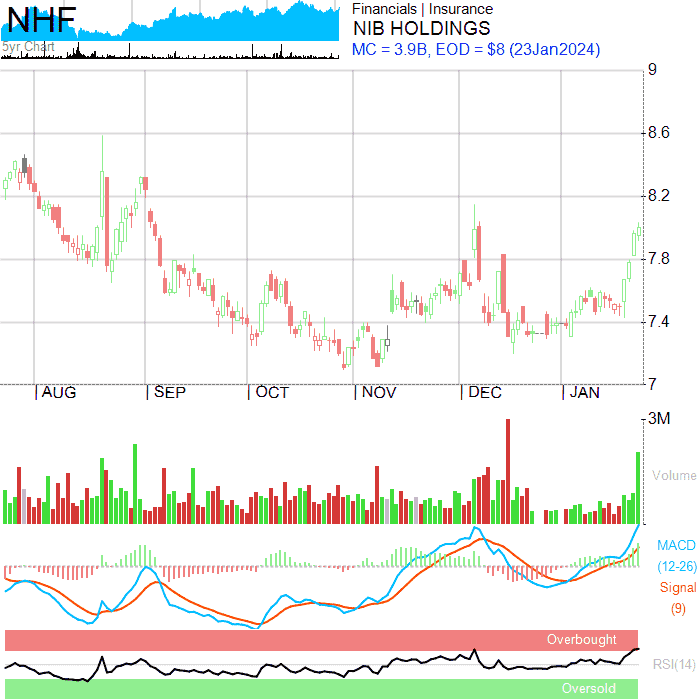 NHF
5yr Chart
Financials | Insurance
NIB HOLDINGS
MC = 3.9B, EOD = $8 (23Jan2024)
9
8.6
8.2
7.8
7.4
7
AUG SEP OCT NOV DEC JAN
3M
Volume
MACD
(12-26)
Signal
(9)
Overbought
RSI(14)
Oversold